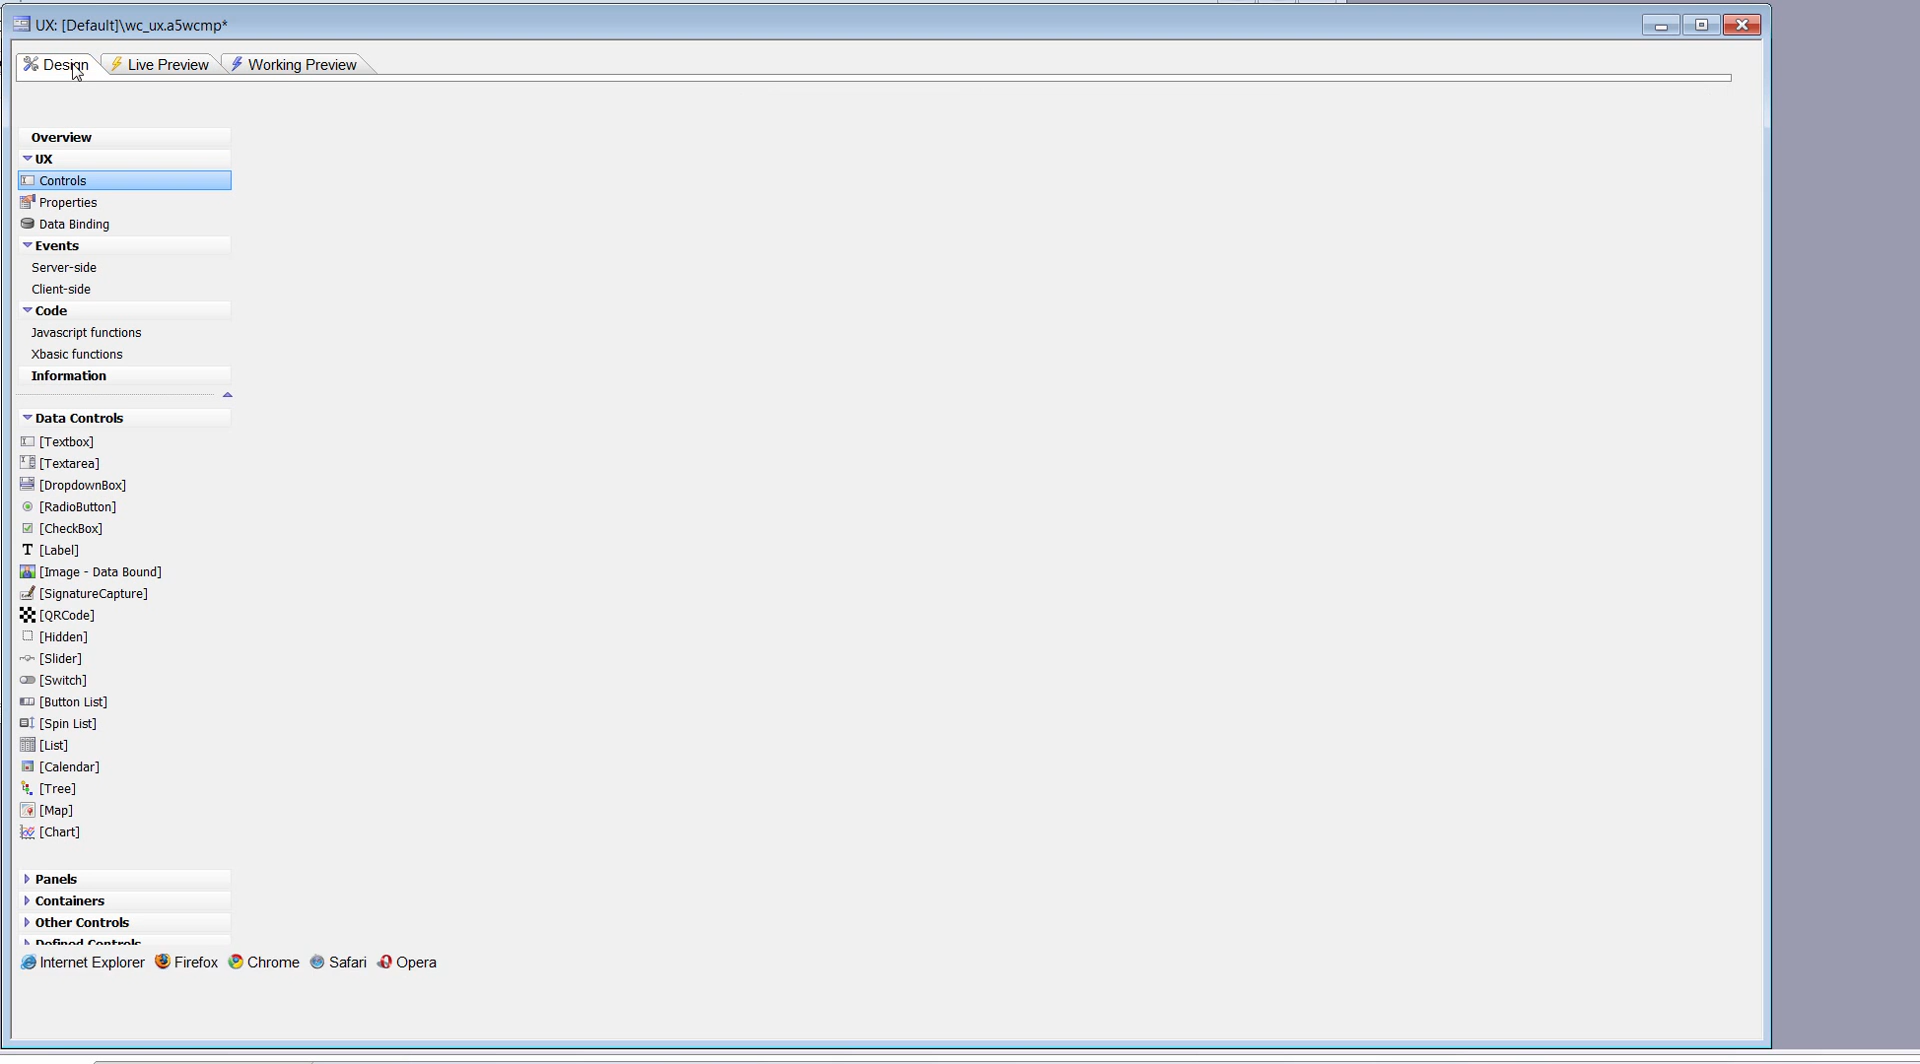 UX: [Default]\wc_ux.a5wcmp*
Design Live Preview Working Preview
Overview
UX
Controls
Properties
Data Binding
Events
Server-side
Client-side
Code
Javascript functions
Xbasic functions
Information
Data Controls
[Textbox]
[Textarea]
[DropdownBox]
[RadioButton]
[CheckBox]
[Label]
[Image - Data Bound]
[SignatureCapture]
[QRCode]
[Hidden]
[Slider]
[Switch]
[Button List]
[Spin List]
[List]
[Calendar]
[Tree]
[Map]
[Chart]
Panels
Containers
Other Controls
Defined Controls
Internet Explorer Firefox Chrome Safari Opera